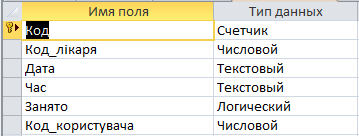 Имя поля Тип данных
Код Счетчик
Код_лікаря Числовой
Дата Текстовый
Час Текстовый
Занято Логический
Код_користувача Числовой